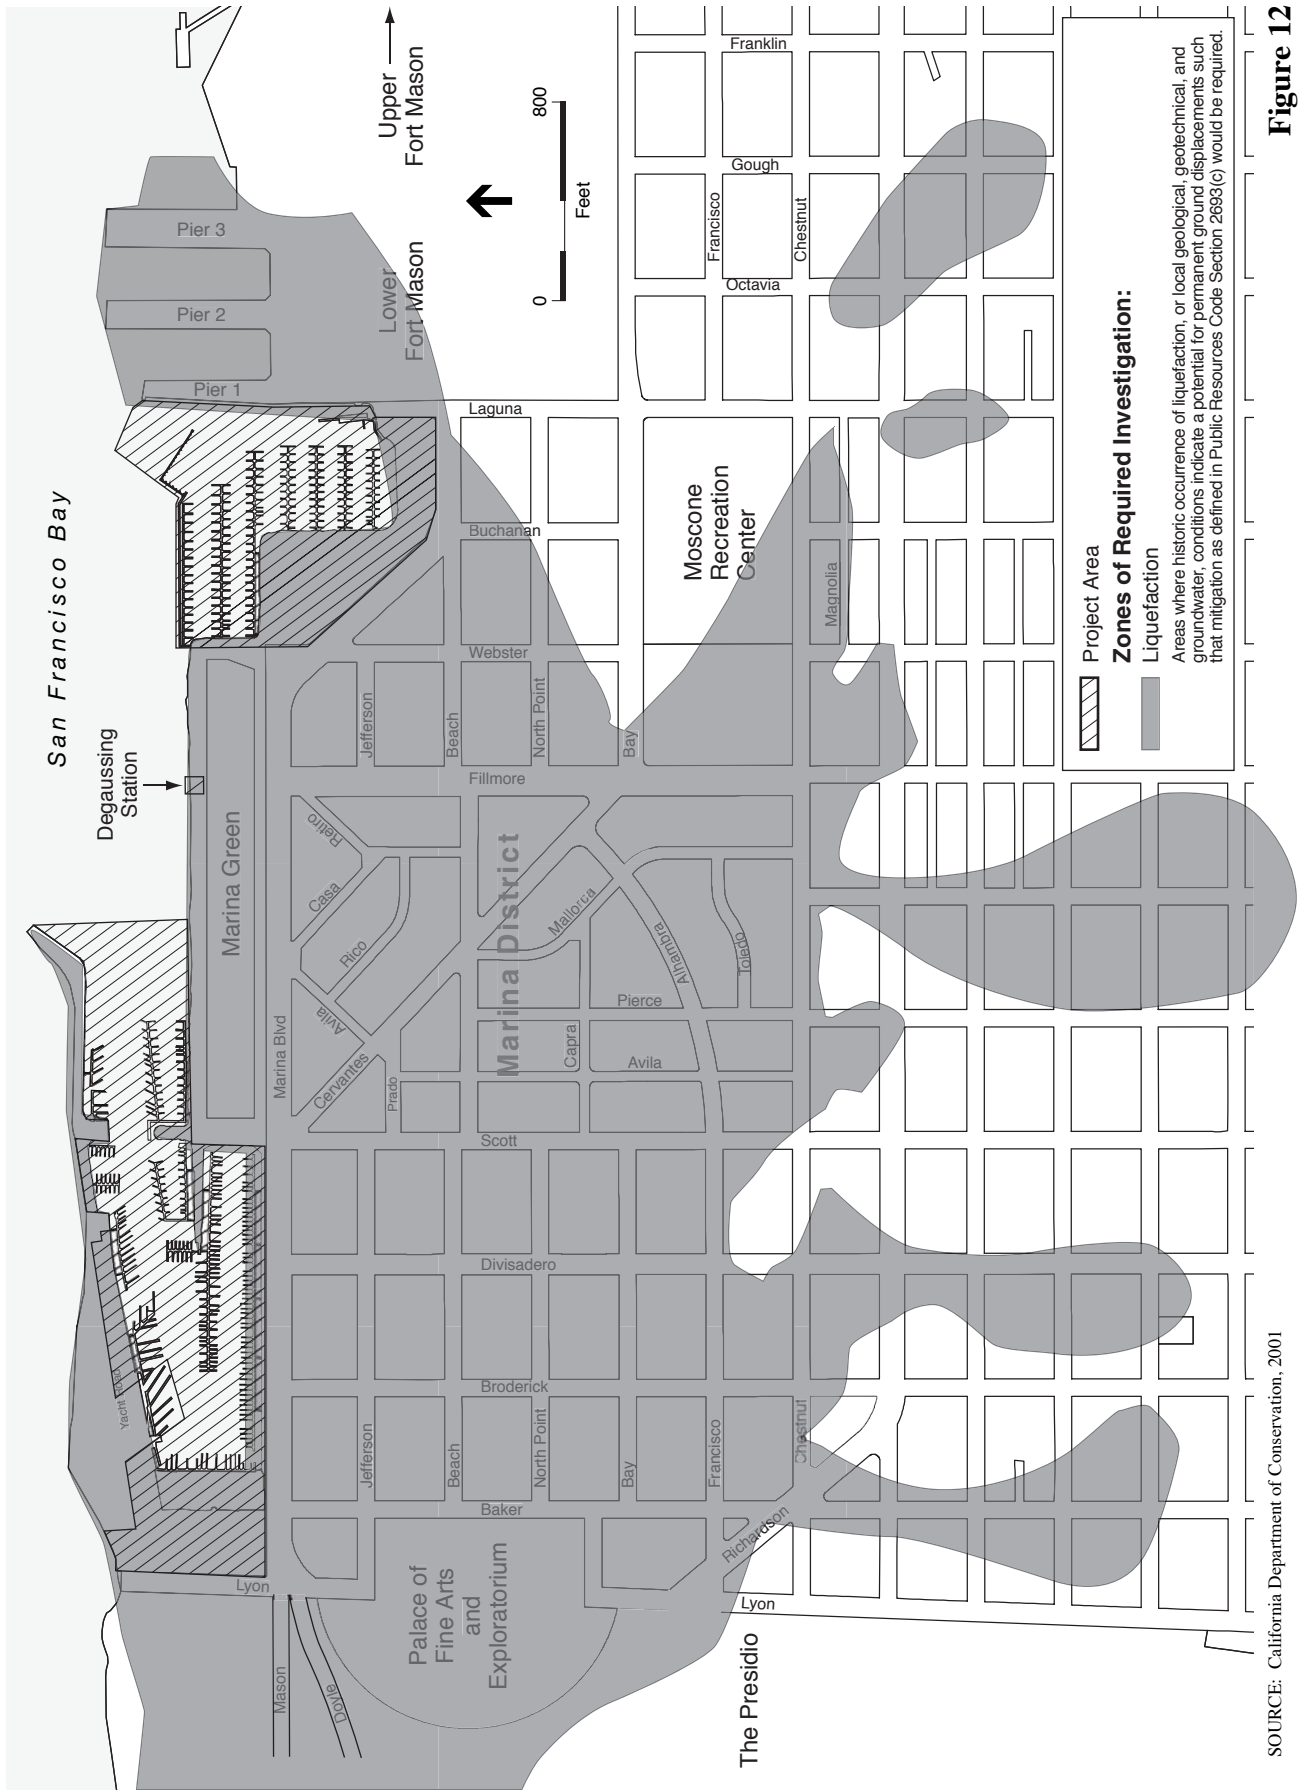 San Francisco Bay
Degaussing
Station
Marina Green
Pier 1
Pier 2
Pier 3
Upper
Fort Mason
Lower
Fort Mason
0
800
Feet
Yacht Road
Lyon
Marina Blvd
Mason
Doyle
Palace of
Fine Arts
and
Exploratorium
Casa
Retiro
Rico
Avila
Cervantes
Prado
Marina District
Mallorca
Alhambra
Toledo
Capra
Pierce
Avila
Jefferson
Beach
North Point
Bay
Francisco
Chestnut
Baker
Broderick
Divisadero
Scott
Fillmore
Webster
Buchanan
Laguna
Jefferson
Beach
North Point
Bay
Richardson
Lyon
The Presidio
Moscone
Recreation
Center
Magnolia
Francisco
Chestnut
Octavia
Gough
Franklin
Project Area
Zones of Required Investigation:
Liquefaction
Areas where historic occurrence of liquefaction, or local geological, geotechnical, and
groundwater, conditions indicate a potential for permanent ground displacements such
that mitigation as defined in Public Resources Code Section 2693(c) would be required.
SOURCE: California Department of Conservation, 2001
Figure 12